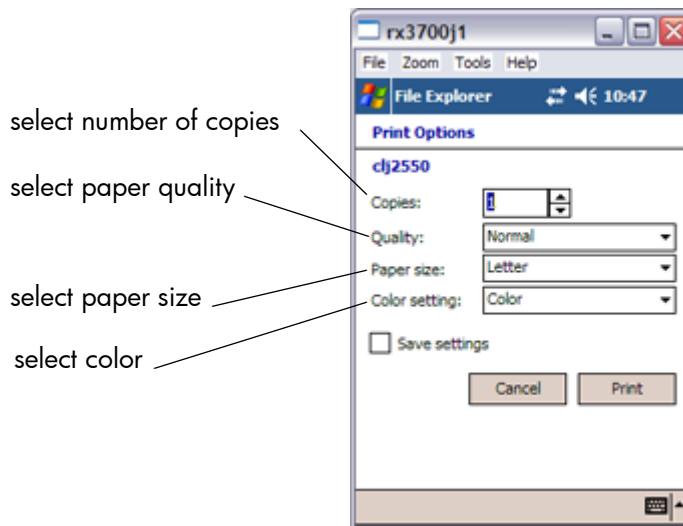 rx3700j1
File Zoom Tools Help
File Explorer 10:47
Print Options
clj2550
select number of copies
Copies: 1
select paper quality
Quality: Normal
Paper size: Letter
select paper size
Color setting: Color
select color
Save settings
Cancel Print